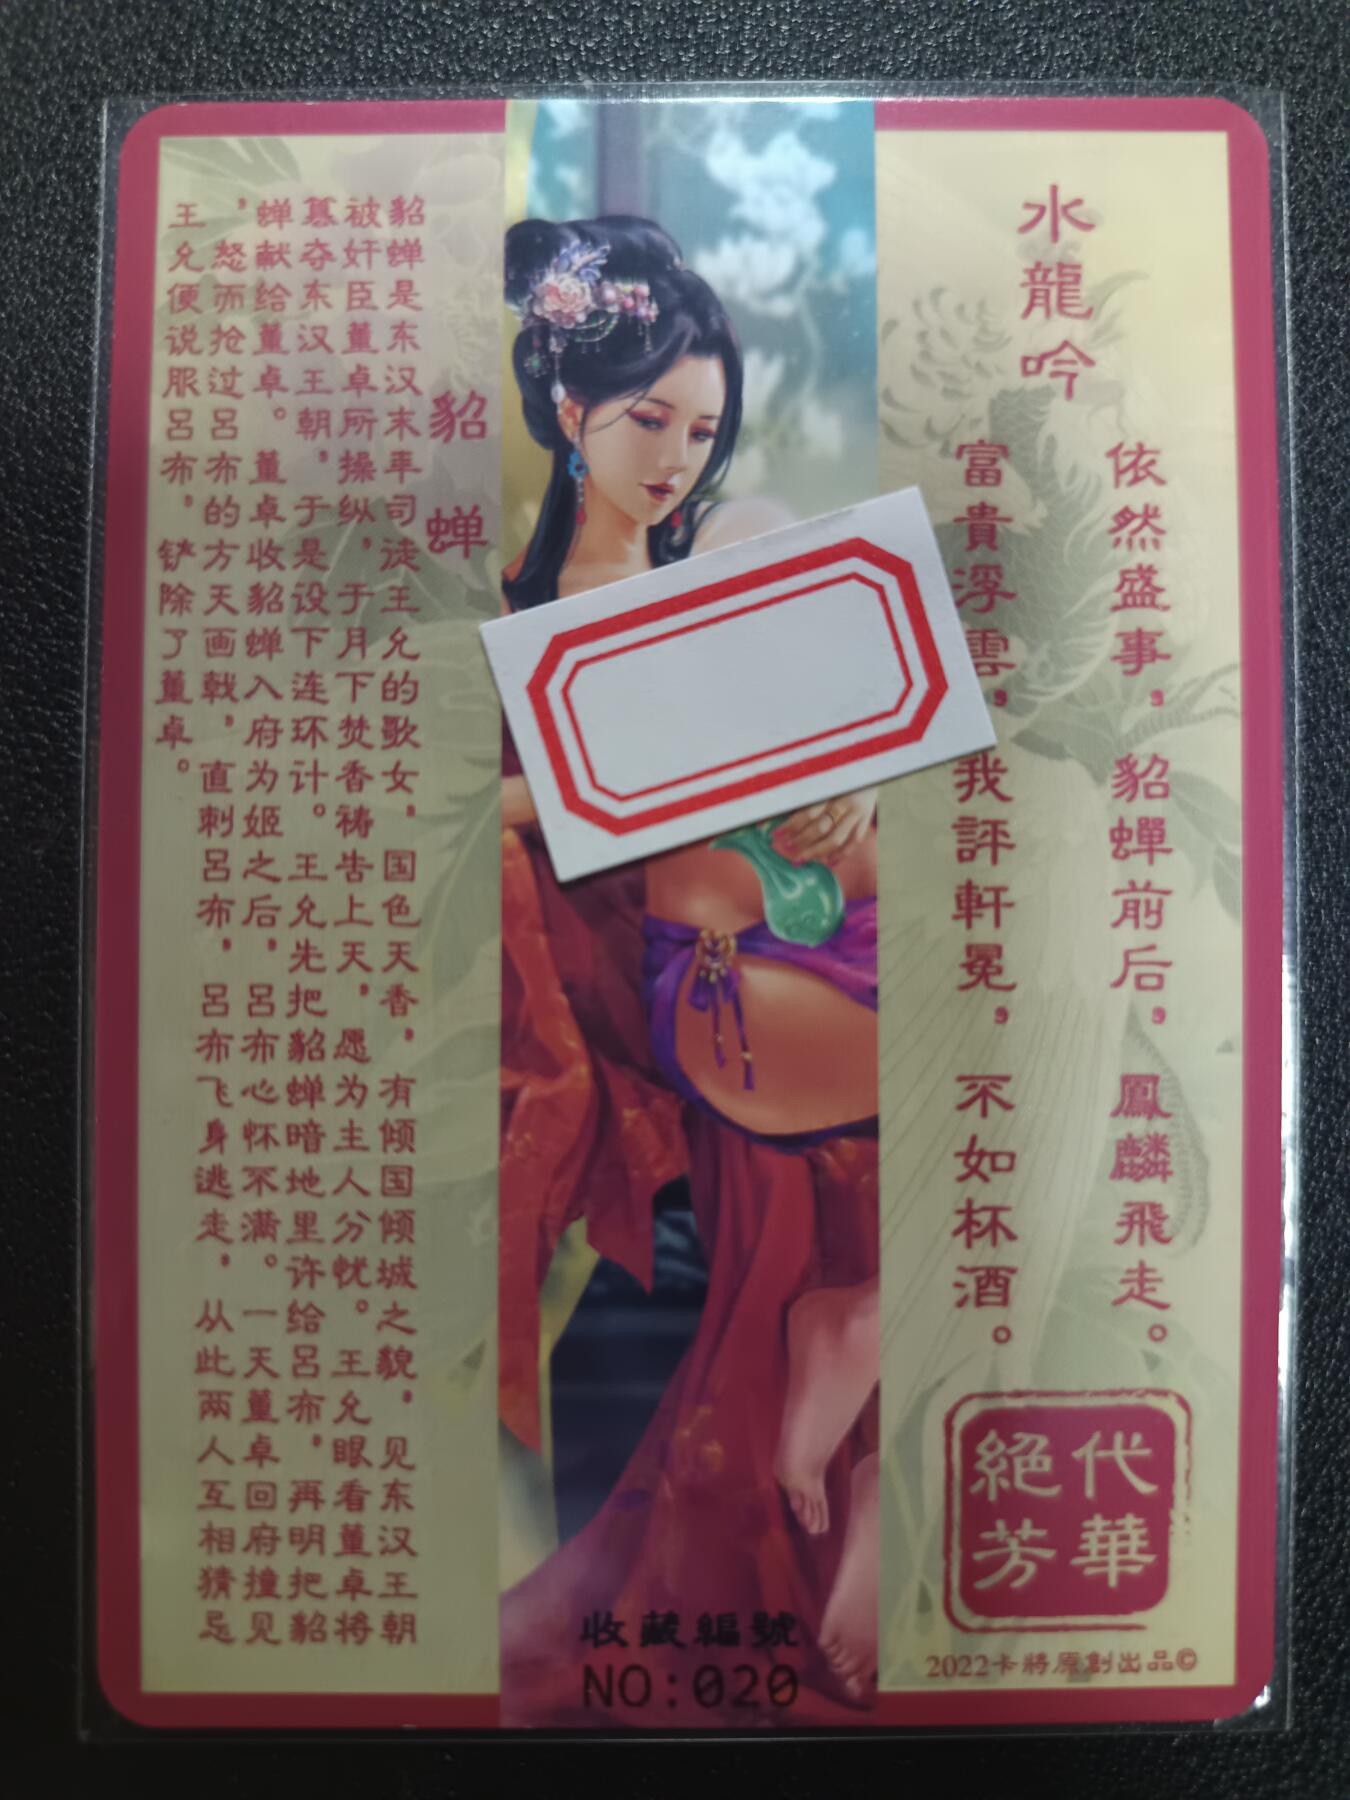 水龍吟
依然盛事，貂蟬前后，鳳麟飛走。
富貴浮雲，我評軒冕，不如杯酒。
絕代
芳華
2022卡將原創出品©
貂蝉
貂蝉是东汉末年司徒王允的歌女，国色天香，有倾国倾城之貌，见东汉王朝
被奸臣董卓所操纵，于月下焚香祷告上天，愿为主人分忧。王允眼看董卓将
篡夺东汉王朝，于是设下连环计。王允先把貂蝉暗地里许给吕布，再明把貂
蝉献给董卓。董卓收貂蝉入府为姬之后，吕布心怀不满。一天董卓回府撞见
，怒而抢过吕布的方天画戟，直刺吕布，吕布飞身逃走，从此两人互相猜忌
王允便说服吕布，铲除了董卓。
收藏編號
NO:020